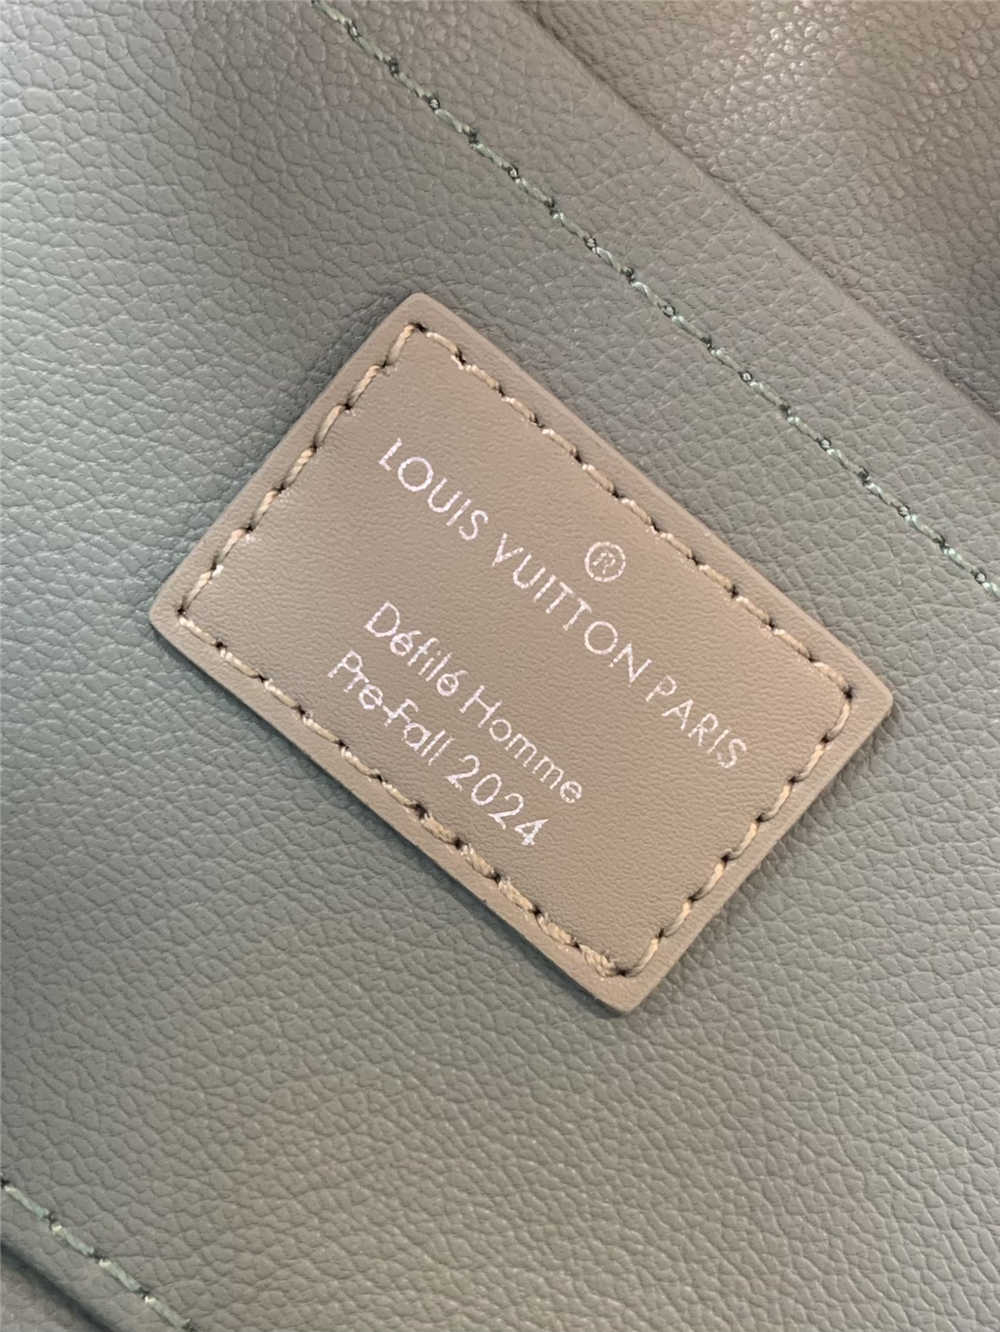 LOUIS VUITTON PARIS
®
Défilé Homme
Pre-Fall 2024